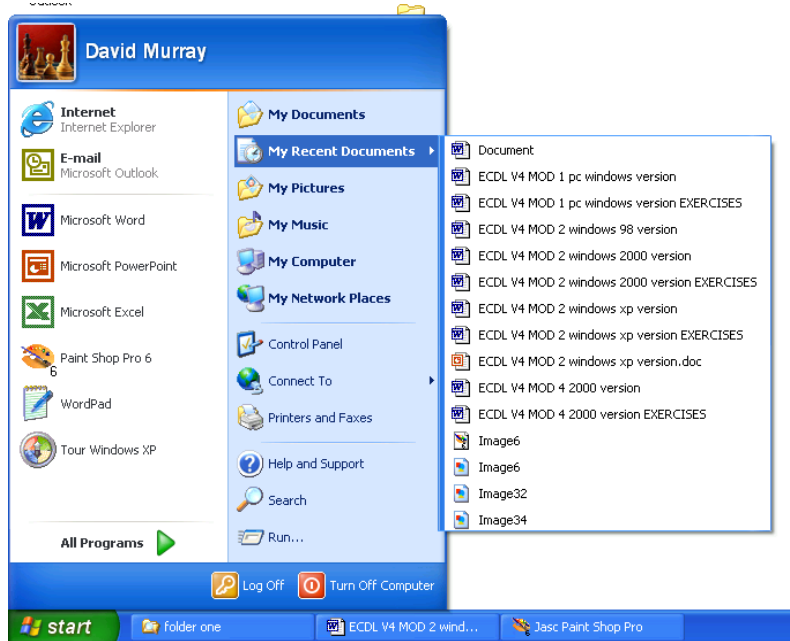 Outlook
David Murray
Internet
Internet Explorer
E-mail
Microsoft Outlook
Microsoft Word
Microsoft PowerPoint
Microsoft Excel
Paint Shop Pro 6
6
WordPad
Tour Windows XP
All Programs
My Documents
My Recent Documents
My Pictures
My Music
My Computer
My Network Places
Control Panel
Connect To
Printers and Faxes
Help and Support
Search
Run...
Document
ECDL V4 MOD 1 pc windows version
ECDL V4 MOD 1 pc windows version EXERCISES
ECDL V4 MOD 2 windows 98 version
ECDL V4 MOD 2 windows 2000 version
ECDL V4 MOD 2 windows 2000 version EXERCISES
ECDL V4 MOD 2 windows xp version
ECDL V4 MOD 2 windows xp version EXERCISES
ECDL V4 MOD 2 windows xp version.doc
ECDL V4 MOD 4 2000 version
ECDL V4 MOD 4 2000 version EXERCISES
Image6
Image6
Image32
Image34
Log Off
Turn Off Computer
start
folder one
ECDL V4 MOD 2 wind...
Jasc Paint Shop Pro